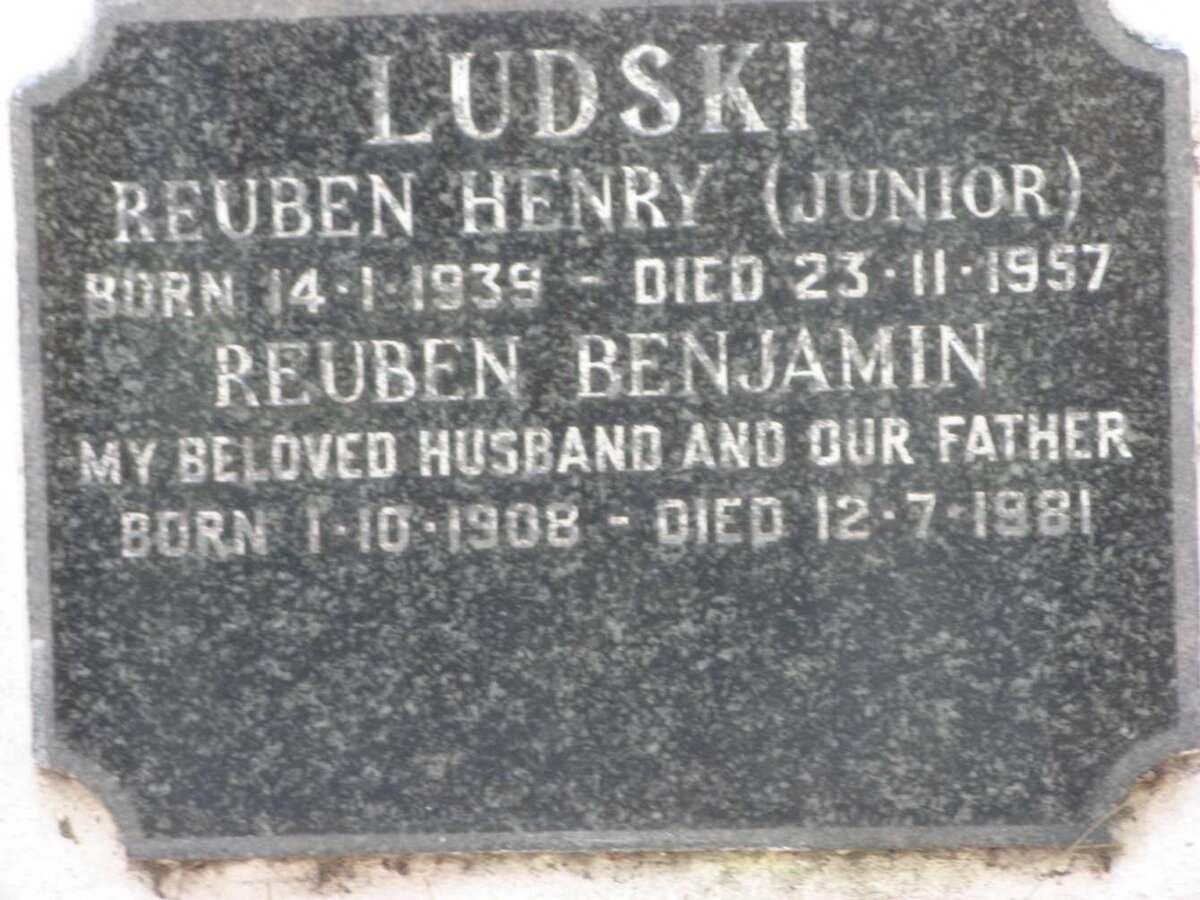 LUDSKI
REUBEN HENRY (JUNIOR)
BORN 14·1·1939 - DIED 23·11·1957
REUBEN BENJAMIN
MY BELOVED HUSBAND AND OUR FATHER
BORN 1·10·1908 - DIED 12·7·1981